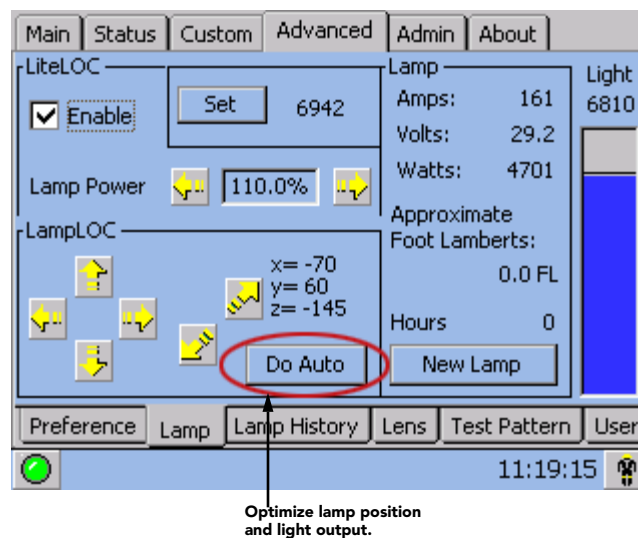 Main Status Custom Advanced Admin About
LiteLOC
Enable
Set 6942
Lamp Power 110.0%
Lamp
Amps: 161
Volts: 29.2
Watts: 4701
Approximate
Foot Lamberts:
0.0 FL
Hours 0
New Lamp
Light
6810
LampLOC
x= -70
y= 60
z= -145
Do Auto
Preference Lamp Lamp History Lens Test Pattern User
11:19:15
Optimize lamp position
and light output.